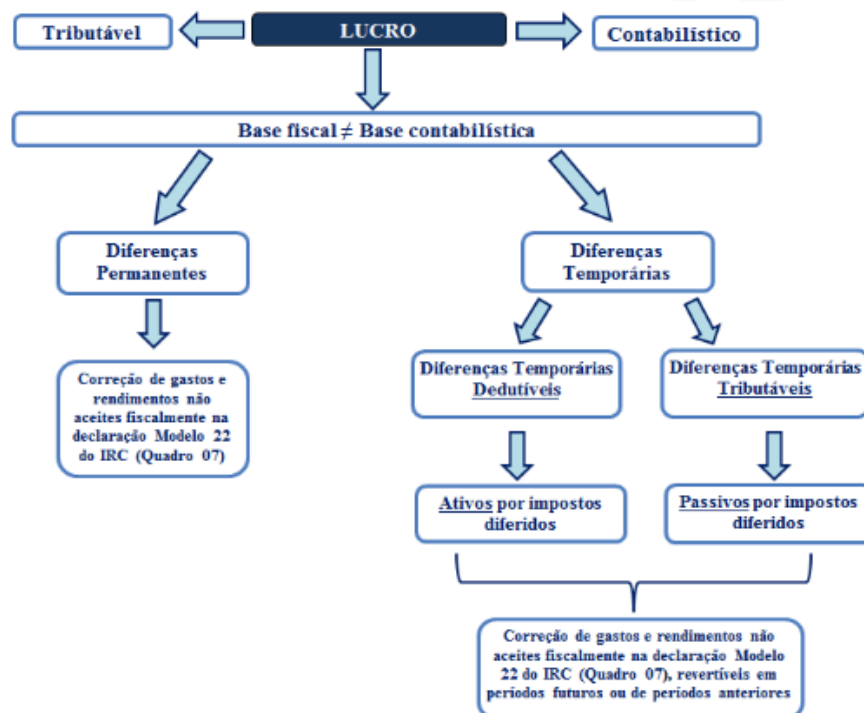 LUCRO
Tributável
Contabilístico
Base fiscal ≠ Base contabilística
Diferenças
Permanentes
Diferenças
Temporárias
Correção de gastos e
rendimentos não
aceites fiscalmente na
declaração Modelo 22
do IRC (Quadro 07)
Diferenças Temporárias
Dedutíveis
Diferenças Temporárias
Tributáveis
Ativos por impostos
diferidos
Passivos por impostos
diferidos
Correção de gastos e rendimentos não
aceites fiscalmente na declaração Modelo
22 do IRC (Quadro 07), revertíveis em
períodos futuros ou de períodos anteriores